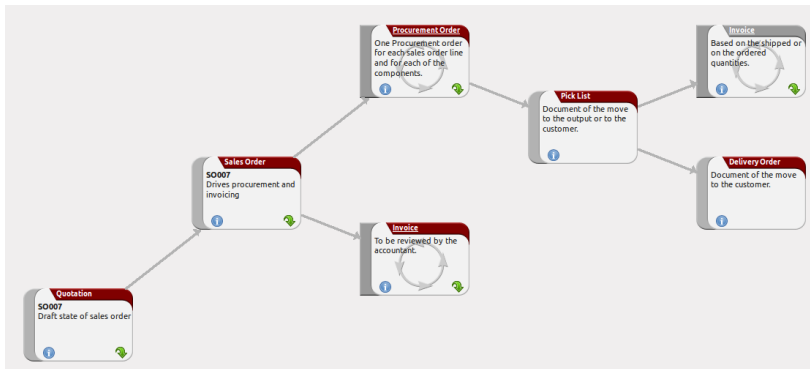 Procurement Order
One Procurement order
for each sales order line
and for each of the
components.
Invoice
Based on the shipped or
on the ordered
quantities.
Pick List
Document of the move
to the output or to the
customer.
Sales Order
SO007
Drives procurement and
invoicing
Delivery Order
Document of the move
to the customer.
Invoice
To be reviewed by the
accountant.
Quotation
SO007
Draft state of sales order